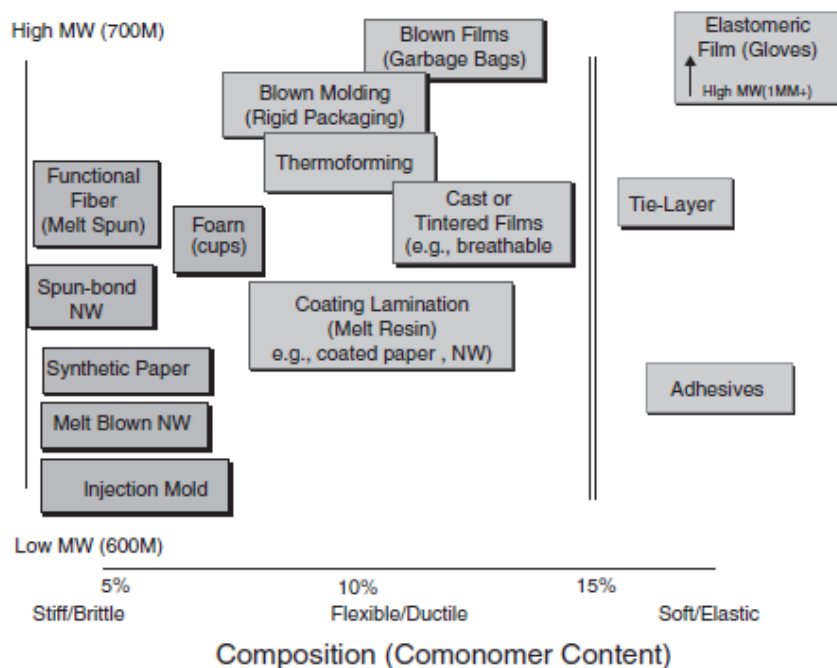 High MW (700M)
Blown Films
(Garbage Bags)
Elastomeric
Film (Gloves)
HIgh MW(1MM+)
Blown Molding
(Rigid Packaging)
Thermoforming
Functional
Fiber
(Melt Spun)
Foarn
(cups)
Cast or
Tintered Films
(e.g., breathable
Tie-Layer
Spun-bond
NW
Coating Lamination
(Melt Resin)
e.g., coated paper , NW)
Synthetic Paper
Adhesives
Melt Blown NW
Injection Mold
Low MW (600M)
5% 10% 15%
Stiff/Brittle Flexible/Ductile Soft/Elastic
Composition (Comonomer Content)